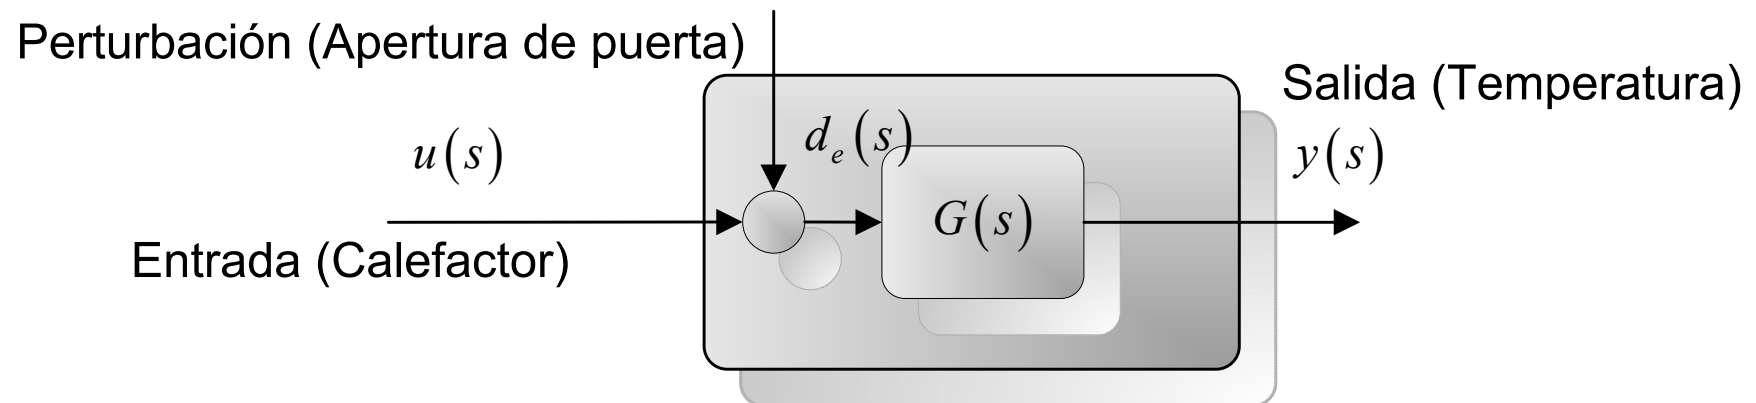 Perturbación (Apertura de puerta)
Salida (Temperatura)
d_e(s)
u(s)
y(s)
G(s)
Entrada (Calefactor)